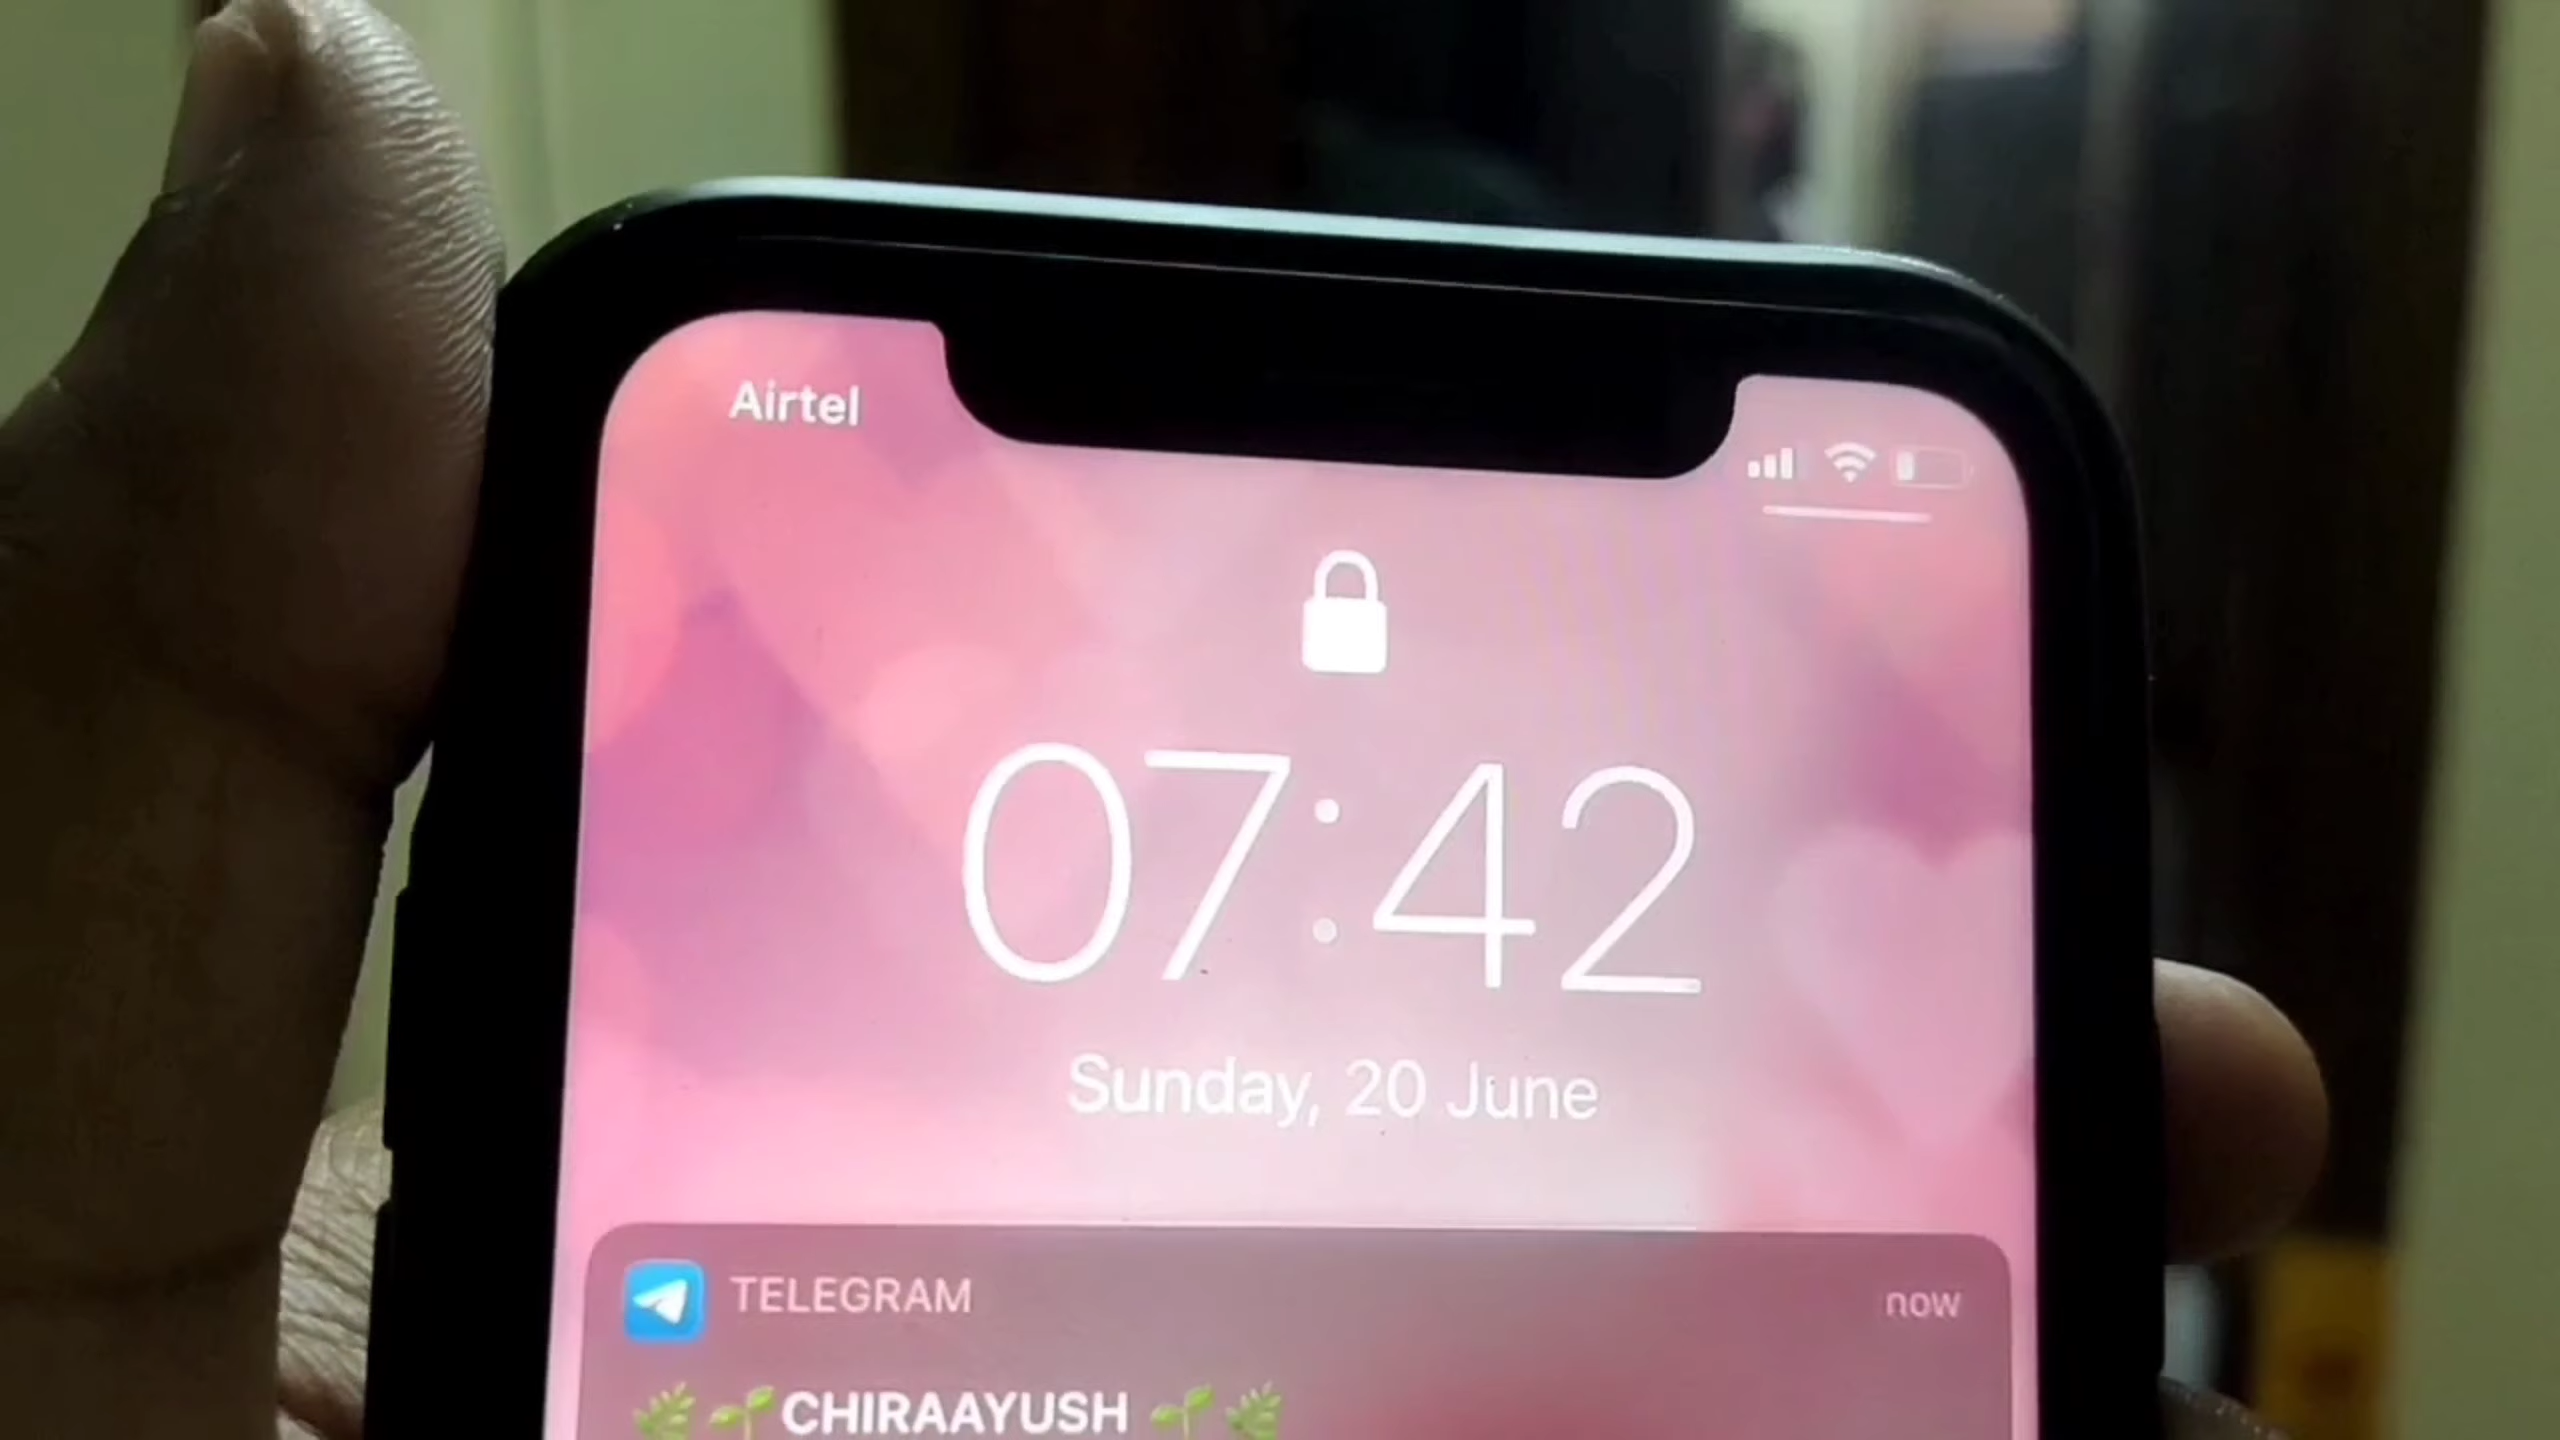 Airtel
07:42
Sunday, 20 June
TELEGRAM now
🌿🌱CHIRAAYUSH 🌱🌿